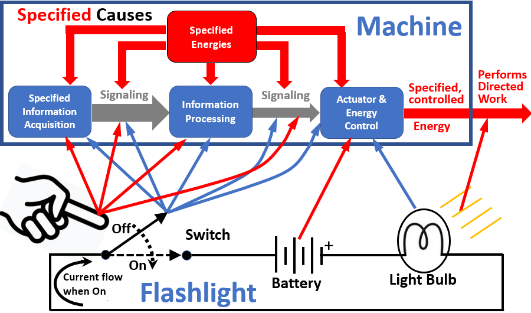 Specified Causes
Machine
Specified
Energies
Signaling
Signaling
Specified
Information
Acquisition
Information
Processing
Actuator &
Energy
Control
Specified,
controlled
Energy
Performs
Directed
Work
Off
On
Switch
+
Battery
Light Bulb
Current flow
when On
Flashlight